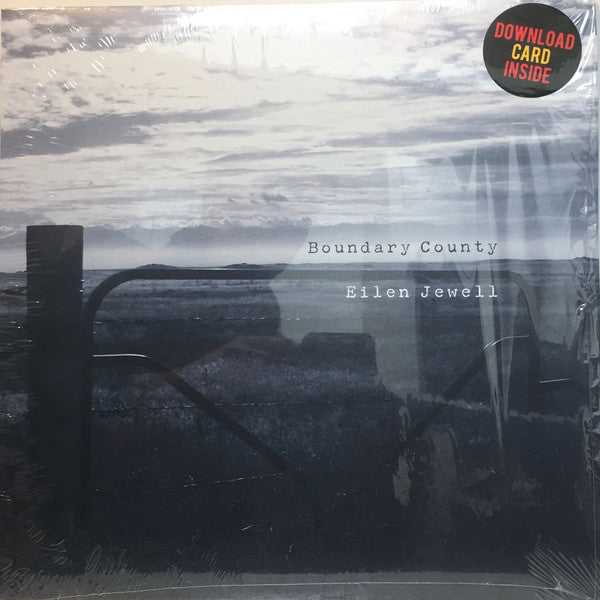 DOWNLOAD
CARD
INSIDE
Boundary County
Eilen Jewell